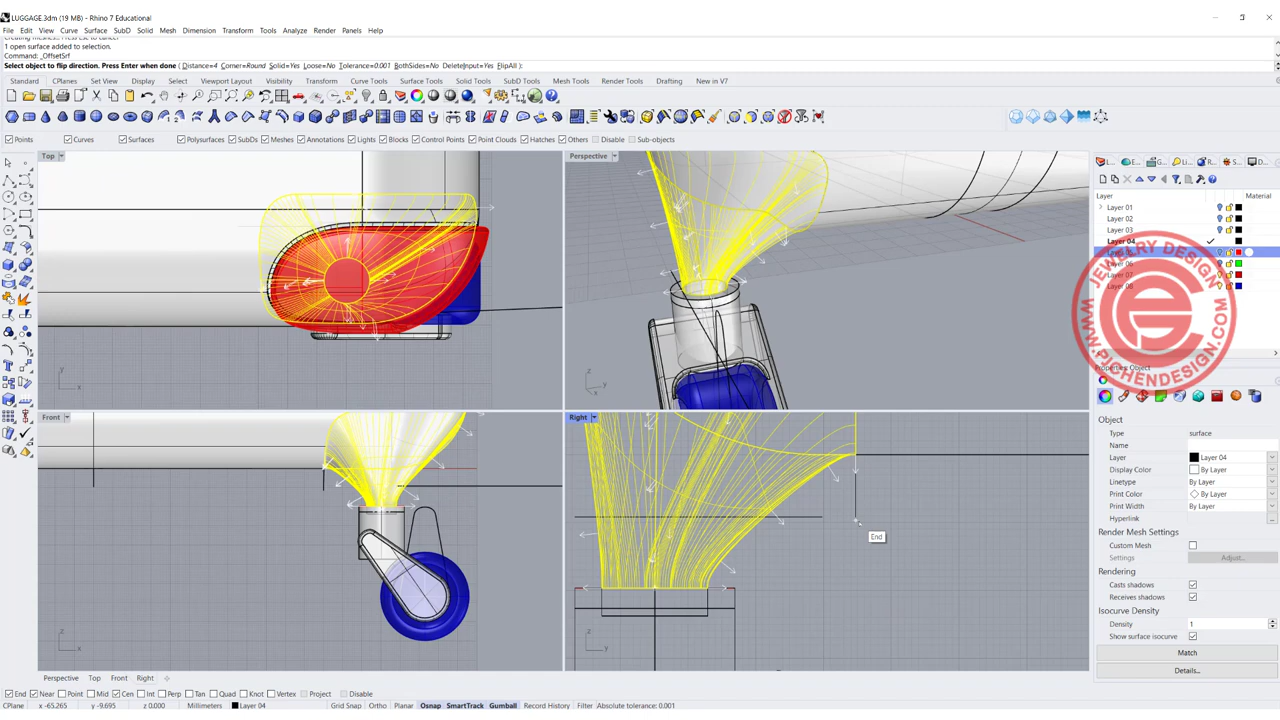 LUGGAGE.3dm (19 MB) - Rhino 7 Educational
File Edit View Curve Surface SubD Solid Mesh Dimension Transform Tools Analyze Render Panels Help
1 open surface added to selection.
Command: _OffsetSrf
Select object to flip direction. Press Enter when done ( Distance=4 Corner=Round Solid=Yes Loose=No Tolerance=0.001 BothSides=No DeleteInput=Yes FlipAll ):
Standard CPlanes Set View Display Select Viewport Layout Visibility Transform Curve Tools Surface Tools Solid Tools SubD Tools Mesh Tools Render Tools Drafting New in V7
Points Curves Surfaces Polysurfaces SubDs Meshes Annotations Lights Blocks Control Points Point Clouds Hatches Others Disable Sub-objects
Top
Perspective
Layer Material
Layer 01
Layer 02
Layer 03
Layer 04
JEWELRY DESIGN
WWW.PJCHENDESIGN.COM
Properties: Object
Front
Right
End
z
y
x
Object
Type surface
Name
Layer Layer 04
Display Color By Layer
Linetype By Layer
Print Color By Layer
Print Width By Layer
Hyperlink
Render Mesh Settings
Custom Mesh
Settings Adjust...
Rendering
Casts shadows
Receives shadows
Isocurve Density
Density 1
Show surface isocurve
Match
Details...
Perspective Top Front Right
End Near Point Mid Cen Int Perp Tan Quad Knot Vertex Project Disable
CPlane x -65.265 y -9.695 z 0.000 Millimeters Layer 04 Grid Snap Ortho Planar Osnap SmartTrack Gumball Record History Filter Absolute tolerance: 0.001